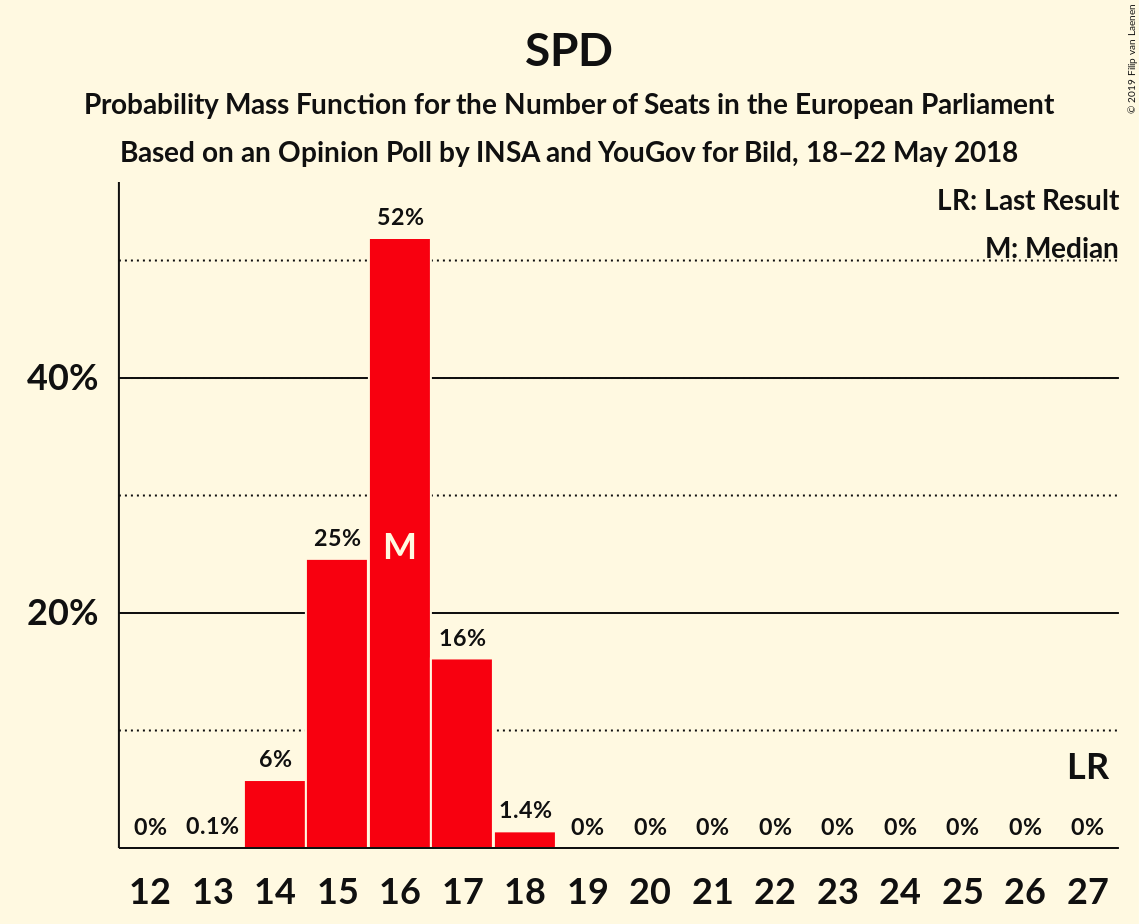 SPD
Probability Mass Function for the Number of Seats in the European Parliament
Based on an Opinion Poll by INSA and YouGov for Bild, 18–22 May 2018
© 2019 Filip van Laenen
LR: Last Result
M: Median
52%
40%
25%
M
20%
16%
6%
LR
0% 0.1% 1.4% 0% 0% 0% 0% 0% 0% 0% 0% 0%
12 13 14 15 16 17 18 19 20 21 22 23 24 25 26 27